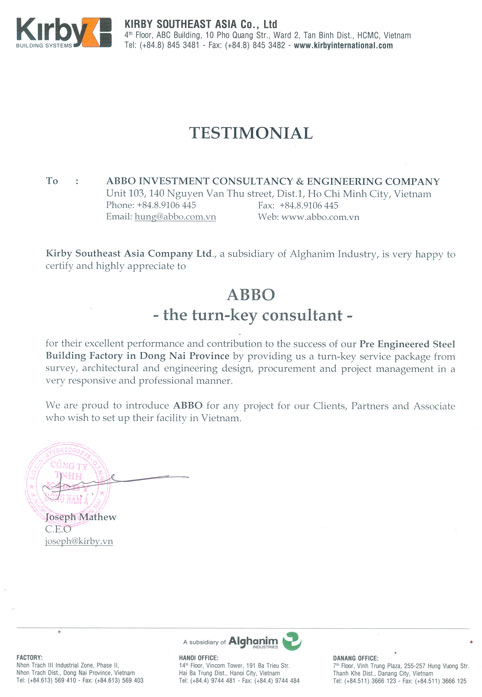 Kirby
BUILDING SYSTEMS
KIRBY SOUTHEAST ASIA Co., Ltd
4th Floor, ABC Building, 10 Pho Quang Str., Ward 2, Tan Binh Dist., HCMC, Vietnam
Tel: (+84.8) 845 3481 - Fax: (+84.8) 845 3482 - www.kirbyinternational.com
TESTIMONIAL
To : ABBO INVESTMENT CONSULTANCY & ENGINEERING COMPANY
Unit 103, 140 Nguyen Van Thu street, Dist.1, Ho Chi Minh City, Vietnam
Phone: +84.8.9106 445 Fax: +84.8.9106 445
Email: hung@abbo.com.vn Web: www.abbo.com.vn
Kirby Southeast Asia Company Ltd., a subsidiary of Alghanim Industry, is very happy to
certify and highly appreciate to
ABBO
- the turn-key consultant -
for their excellent performance and contribution to the success of our Pre Engineered Steel
Building Factory in Dong Nai Province by providing us a turn-key service package from
survey, architectural and engineering design, procurement and project management in a
very responsive and professional manner.
We are proud to introduce ABBO for any project for our Clients, Partners and Associate
who wish to set up their facility in Vietnam.
CÔNG TY
TNHH
ĐÔNG NAM Á
Joseph Mathew
C.E.O
joseph@kirby.vn
A subsidiary of Alghanim
INDUSTRIES
FACTORY:
Nhon Trach III Industrial Zone, Phase II,
Nhon Trach Dist., Dong Nai Province, Vietnam
Tel: (+84.613) 569 410 - Fax: (+84.613) 569 403
HANOI OFFICE:
14th Floor, Vincom Tower, 191 Ba Trieu Str.
Hai Ba Trung Dist., Hanoi City, Vietnam
Tel: (+84.4) 9744 481 - Fax: (+84.4) 9744 484
DANANG OFFICE:
7th Floor, Vinh Trung Plaza, 255-257 Hung Vuong Str.
Thanh Khe Dist., Danang City, Vietnam
Tel: (+84.511) 3666 123 - Fax: (+84.511) 3666 125